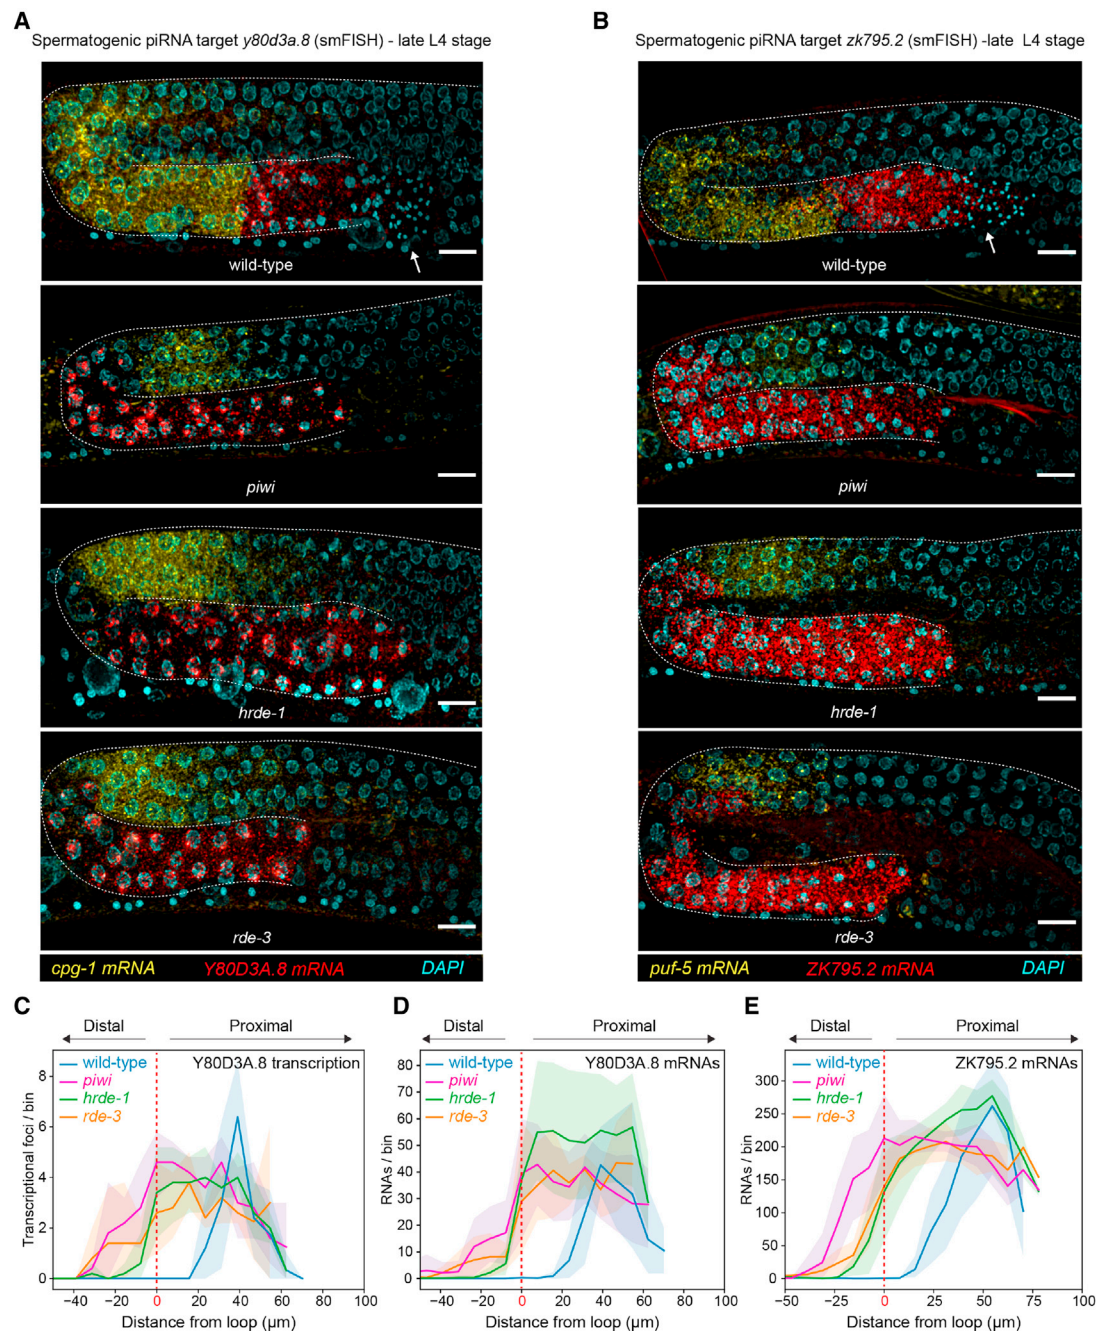 A
Spermatogenic piRNA target y80d3a.8 (smFISH) - late L4 stage
wild-type
piwi
hrde-1
rde-3
cpg-1 mRNA Y80D3A.8 mRNA DAPI
B
Spermatogenic piRNA target zk795.2 (smFISH) -late L4 stage
wild-type
piwi
hrde-1
rde-3
puf-5 mRNA ZK795.2 mRNA DAPI
C
Distal Proximal
Y80D3A.8 transcription
wild-type
piwi
hrde-1
rde-3
Transcriptional foci / bin
8
6
4
2
0
−40 −20 0 20 40 60 80 100
Distance from loop (µm)
D
Distal Proximal
Y80D3A.8 mRNAs
wild-type
piwi
hrde-1
rde-3
RNAs / bin
80
70
60
50
40
30
20
10
0
−40 −20 0 20 40 60 80 100
Distance from loop (µm)
E
Distal Proximal
ZK795.2 mRNAs
wild-type
piwi
hrde-1
rde-3
RNAs / bin
300
250
200
150
100
50
0
−50 −25 0 25 50 75 100
Distance from loop (µm)